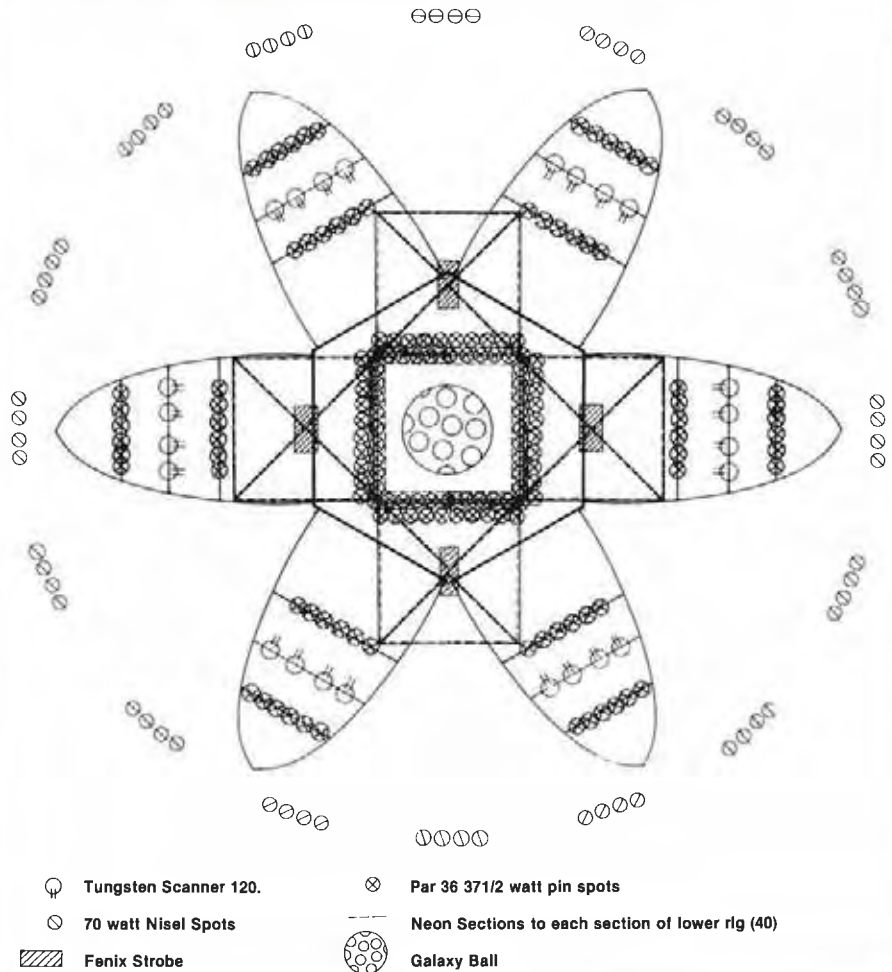 Tungsten Scanner 120.
Par 36 371/2 watt pin spots
70 watt Nisel Spots
Neon Sections to each section of lower rig (40)
Fenix Strobe
Galaxy Ball